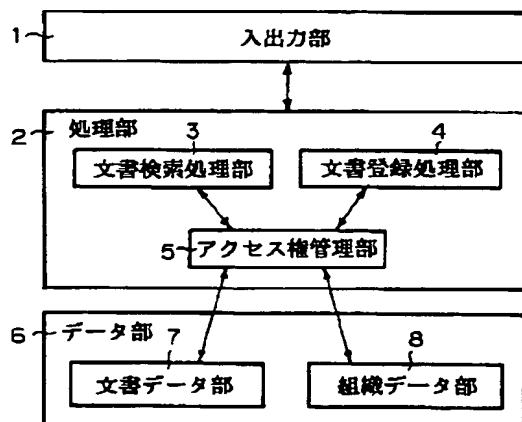 1 入出力部
2 処理部
3 4
文書検索処理部 文書登録処理部
5 アクセス権管理部
6 データ部
7 8
文書データ部 組織データ部